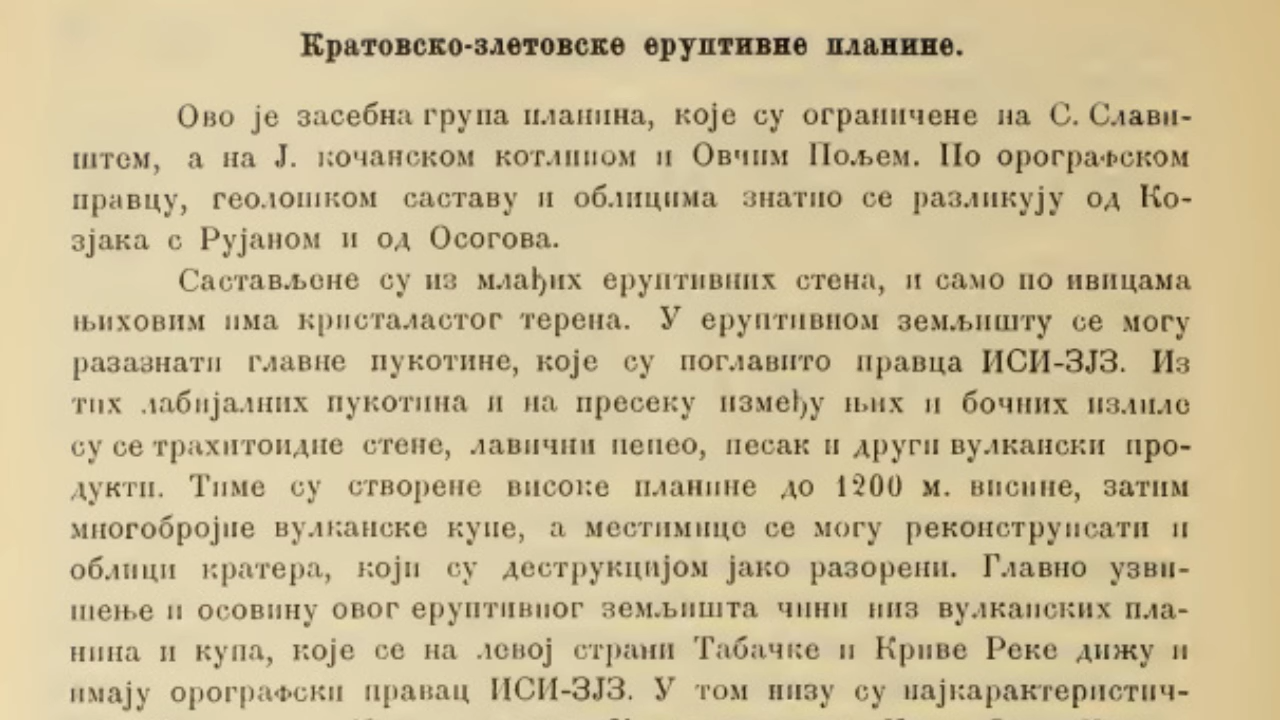 Кратовско-злетовске еруптивне планине.
Ово је засебна група планина, које су ограничене на С. Слави-
штем, а на Ј. кочанском котлином и Овчим Пољем. По орографском
правцу, геолошком саставу и облицима знатно се разликују од Ко-
зјака с Рујаном и од Осогова.
Састављене су из млађих еруптивних стена, и само по ивицама
њиховим има кристаластог терена. У еруптивном земљишту се могу
разазнати главне пукотине, које су поглавито правца ИСИ-ЗЈЗ. Из
тих лабијалних пукотина и на пресеку између њих и бочних излиле
су се трахитоидне стене, лавични пепео, песак и други вулкански про-
дукти. Тиме су створене високе планине до 1200 м. висине, затим
многобројне вулканске купе, а местимице се могу реконструисати и
облици кратера, који су деструкцијом јако разорени. Главно узви-
шење и осовину овог еруптивног земљишта чини низ вулканских пла-
нина и купа, које се на левој страни Табачке и Криве Реке дижу и
имају орографски правац ИСИ-ЗЈЗ. У том низу су најкарактеристич-